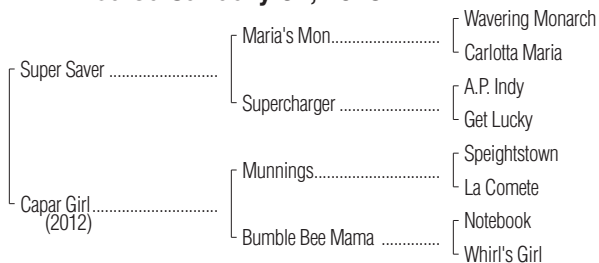 Wavering Monarch
Maria's Mon
Carlotta Maria
Super Saver
A.P. Indy
Supercharger
Get Lucky
Speightstown
Munnings
La Comete
Capar Girl
(2012)
Notebook
Bumble Bee Mama
Whirl's Girl